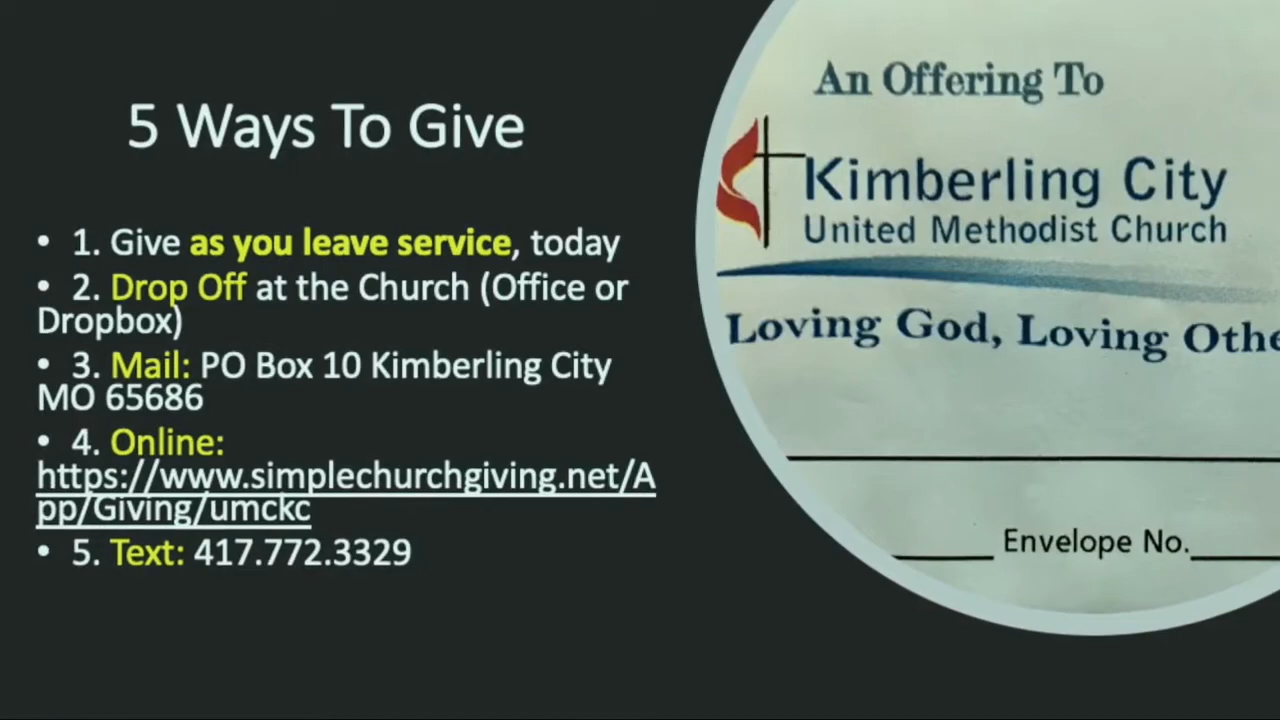 5 Ways To Give
• 1. Give as you leave service, today
• 2. Drop Off at the Church (Office or
Dropbox)
• 3. Mail: PO Box 10 Kimberling City
MO 65686
• 4. Online:
https://www.simplechurchgiving.net/A
pp/Giving/umckc
• 5. Text: 417.772.3329
An Offering To
Kimberling City
United Methodist Church
Loving God, Loving Othe
Envelope No.